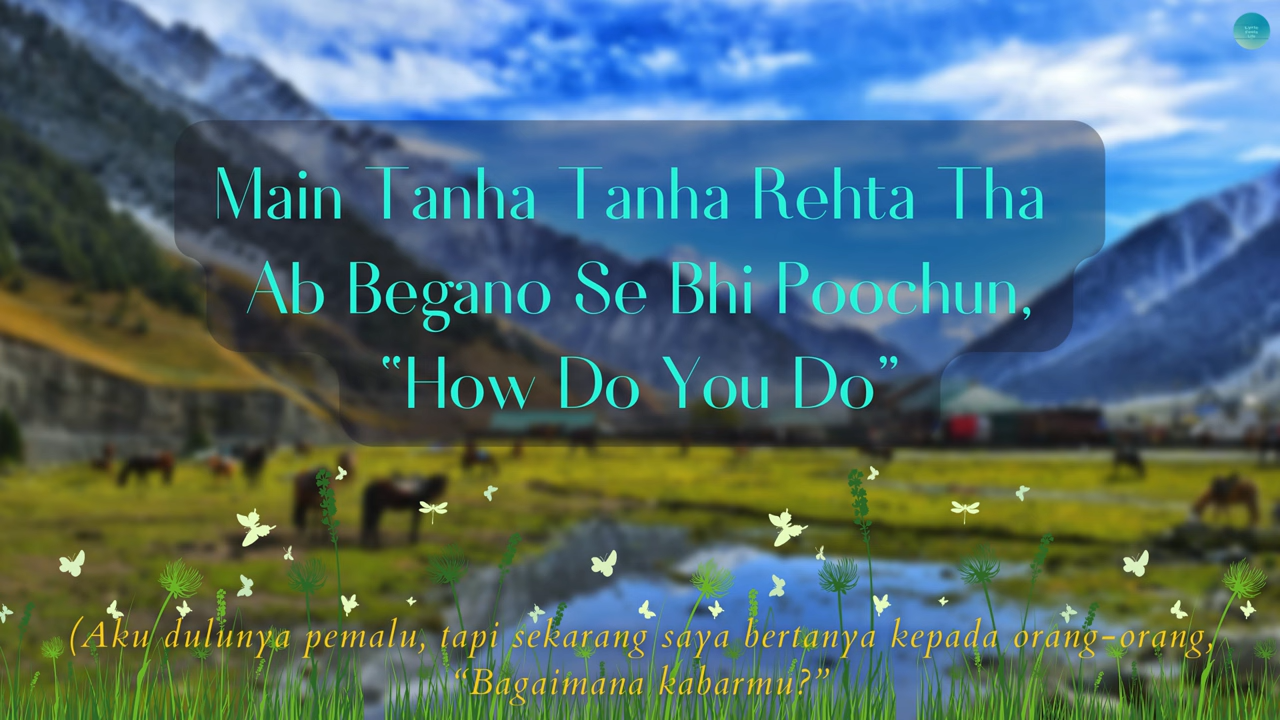 Main Tanha Tanha Rehta Tha
Ab Begano Se Bhi Poochun,
“How Do You Do”
(Aku dulunya pemalu, tapi sekarang saya bertanya kepada orang-orang,
“Bagaimana kabarmu?”